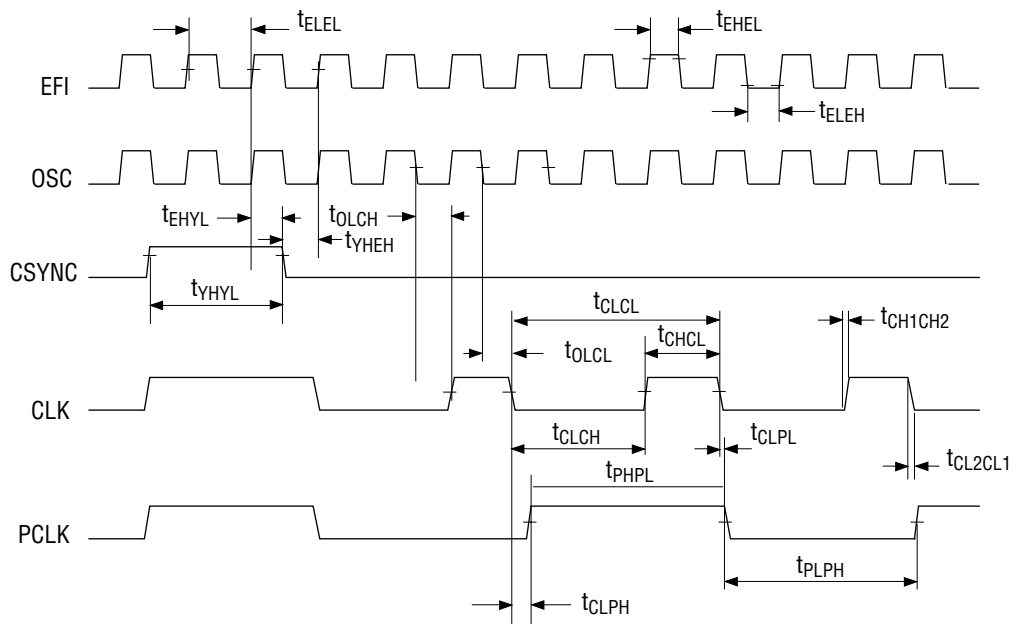 tELEL
tEHEL
EFI
tELEH
OSC
tEHYL
tOLCH
tYHEH
CSYNC
tYHYL
tCLCL
tCH1CH2
tCHCL
tOLCL
CLK
tCLCH
tCLPL
tCL2CL1
tPHPL
PCLK
tPLPH
tCLPH